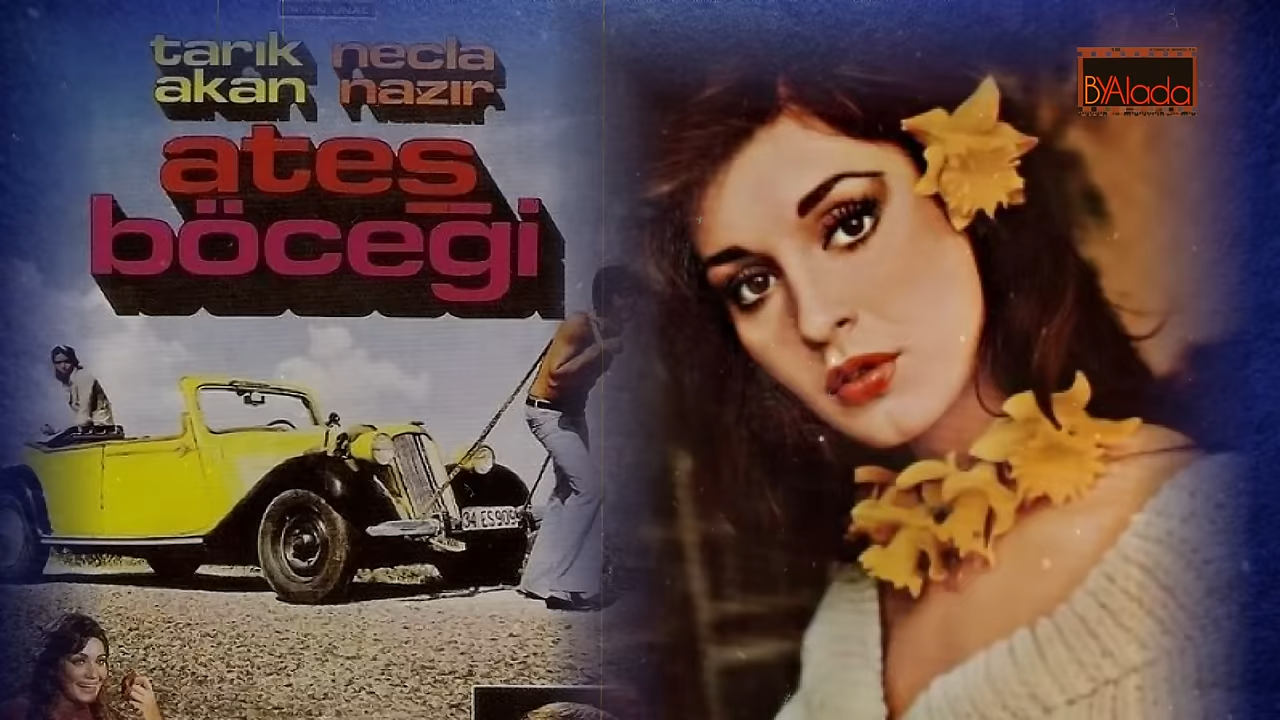 tarık necla
akan nazır
ateş
böceği
34 ES 909
BYAlada